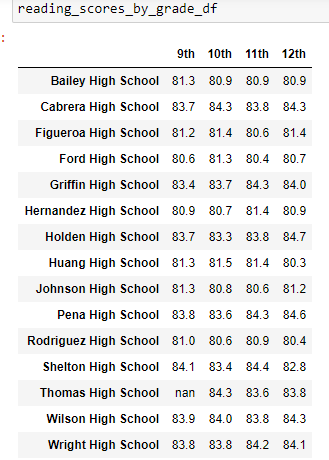 reading_scores_by_grade_df
:
9th 10th 11th 12th
Bailey High School 81.3 80.9 80.9 80.9
Cabrera High School 83.7 84.3 83.8 84.3
Figueroa High School 81.2 81.4 80.6 81.4
Ford High School 80.6 81.3 80.4 80.7
Griffin High School 83.4 83.7 84.3 84.0
Hernandez High School 80.9 80.7 81.4 80.9
Holden High School 83.7 83.3 83.8 84.7
Huang High School 81.3 81.5 81.4 80.3
Johnson High School 81.3 80.8 80.6 81.2
Pena High School 83.8 83.6 84.3 84.6
Rodriguez High School 81.0 80.6 80.9 80.4
Shelton High School 84.1 83.4 84.4 82.8
Thomas High School nan 84.3 83.6 83.8
Wilson High School 83.9 84.0 83.8 84.3
Wright High School 83.8 83.8 84.2 84.1